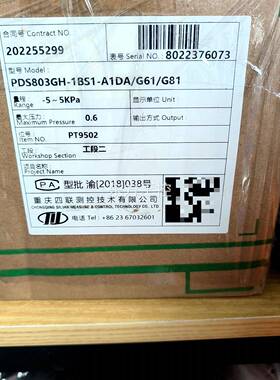 合同号 Contract NO
202255299
表号 Serial NO.: 8022376073
型号 Model
PDS803GH-1BS1-A1DA/G61/G81
量程 Range -5~5KPa 显示单位 Unit
最大压力 Maximum Pressure 0.6 输出方式 Output
位号 Item NO. PT9502
工段 Workshop Section 工段二
项目名称 Project Name
PA 型批 渝[2018]038号
重庆四联测控技术有限公司
CHONGQING SILIAN MEASURE & CONTROL TECHNOLOGY CO., LTD
电话 Tel: +86 23 67032601